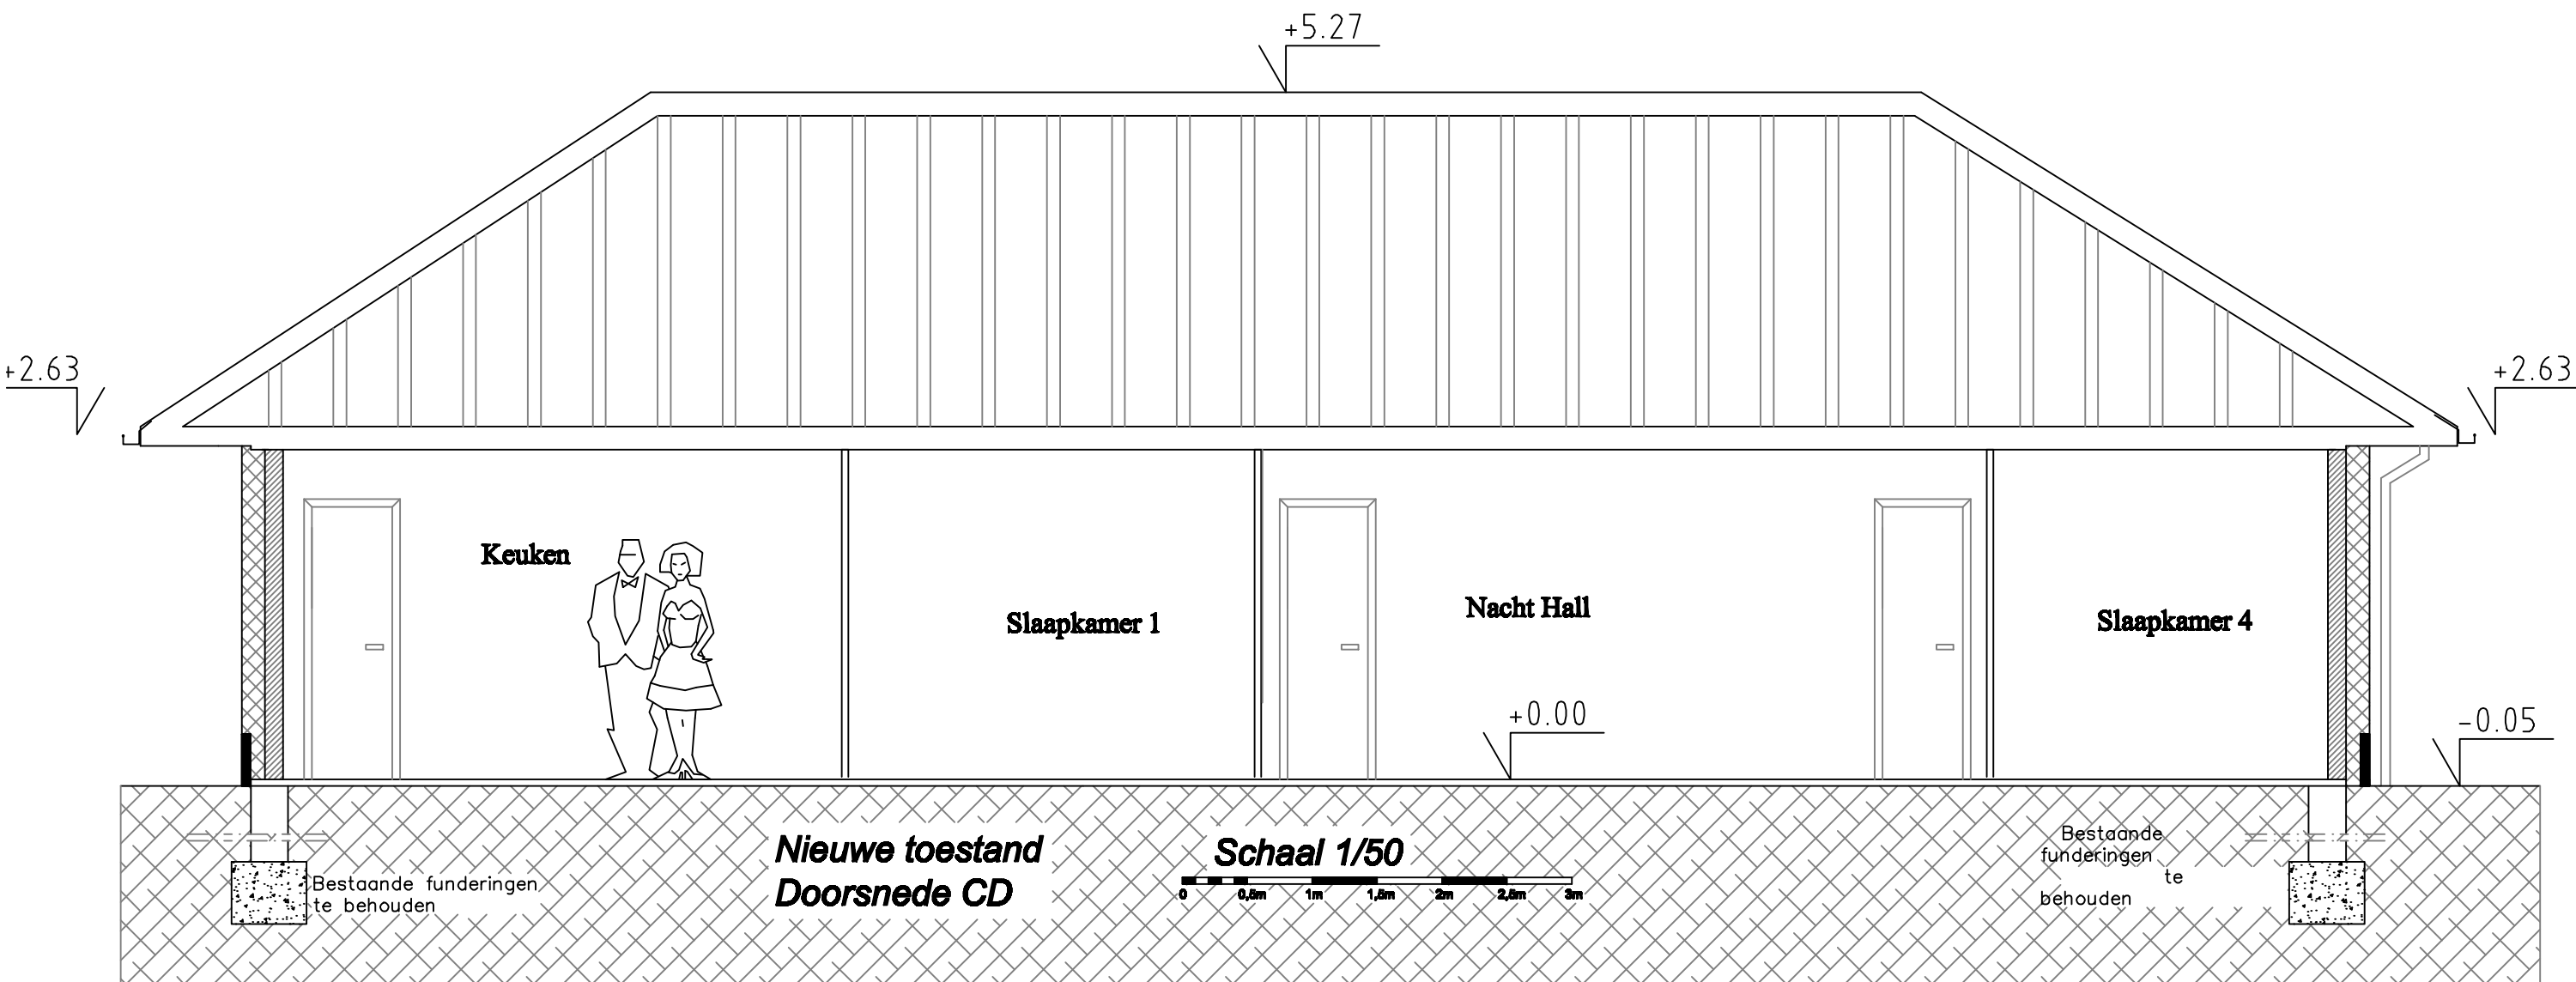 +5.27
+2.63
+2.63
Keuken
Slaapkamer 1
Nacht Hall
Slaapkamer 4
+0.00
-0.05
Nieuwe toestand
Doorsnede CD
Schaal 1/50
0 0,5m 1m 1,5m 2m 2,5m 3m
Bestaande funderingen
te behouden
Bestaande
funderingen
te
behouden